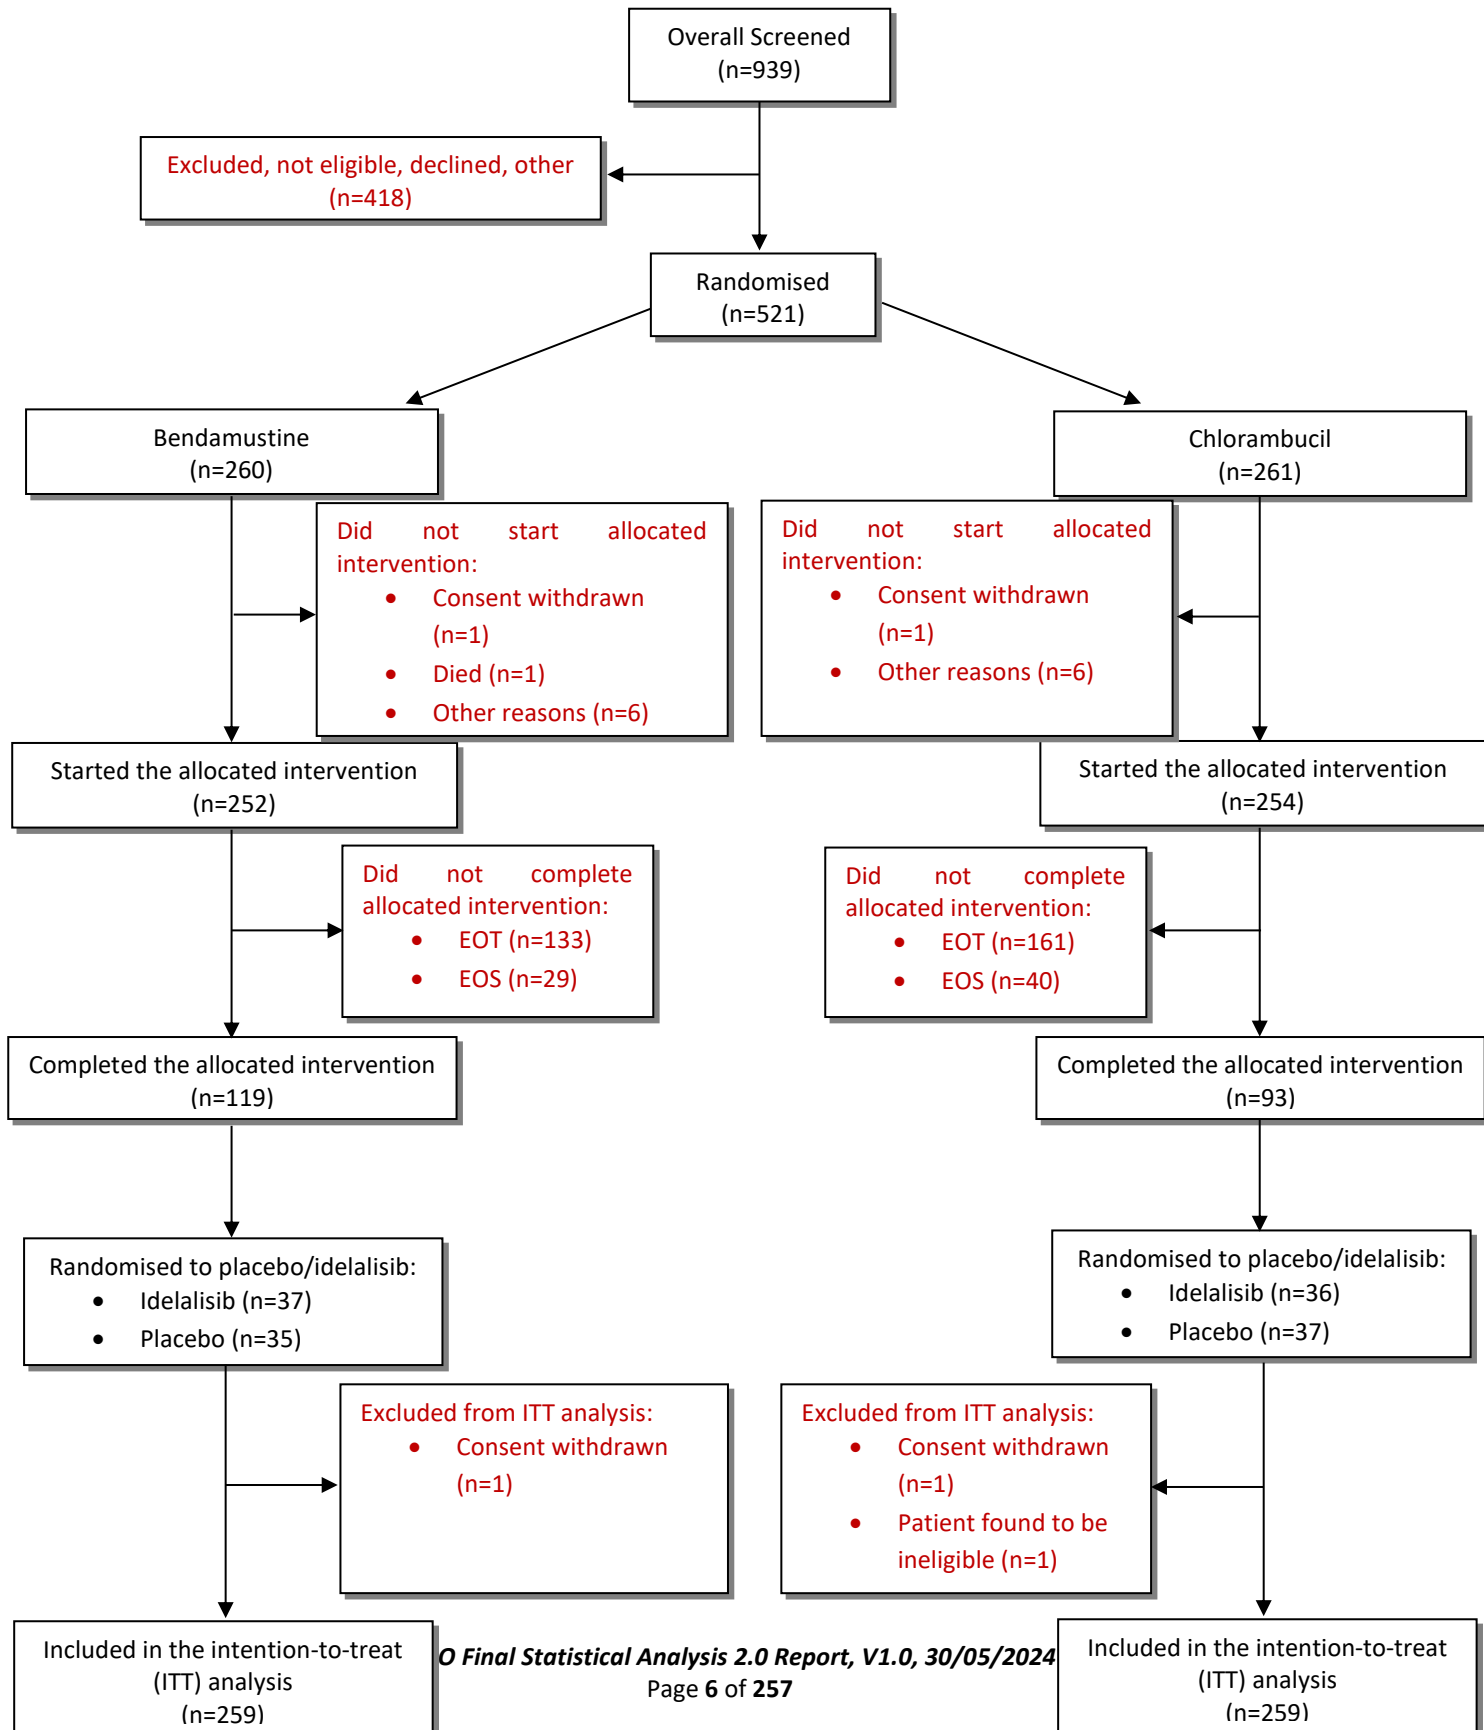 Overall Screened
(n=939)
Excluded, not eligible, declined, other
(n=418)
Randomised
(n=521)
Bendamustine
(n=260)
Chlorambucil
(n=261)
Did not start allocated
intervention:
• Consent withdrawn
(n=1)
• Died (n=1)
• Other reasons (n=6)
Did not start allocated
intervention:
• Consent withdrawn
(n=1)
• Other reasons (n=6)
Started the allocated intervention
(n=252)
Started the allocated intervention
(n=254)
Did not complete
allocated intervention:
• EOT (n=133)
• EOS (n=29)
Did not complete
allocated intervention:
• EOT (n=161)
• EOS (n=40)
Completed the allocated intervention
(n=119)
Completed the allocated intervention
(n=93)
Randomised to placebo/idelalisib:
• Idelalisib (n=37)
• Placebo (n=35)
Randomised to placebo/idelalisib:
• Idelalisib (n=36)
• Placebo (n=37)
Excluded from ITT analysis:
• Consent withdrawn
(n=1)
Excluded from ITT analysis:
• Consent withdrawn
(n=1)
• Patient found to be
ineligible (n=1)
Included in the intention-to-treat
(ITT) analysis
(n=259)
O Final Statistical Analysis 2.0 Report, V1.0, 30/05/2024
Page 6 of 257
Included in the intention-to-treat
(ITT) analysis
(n=259)